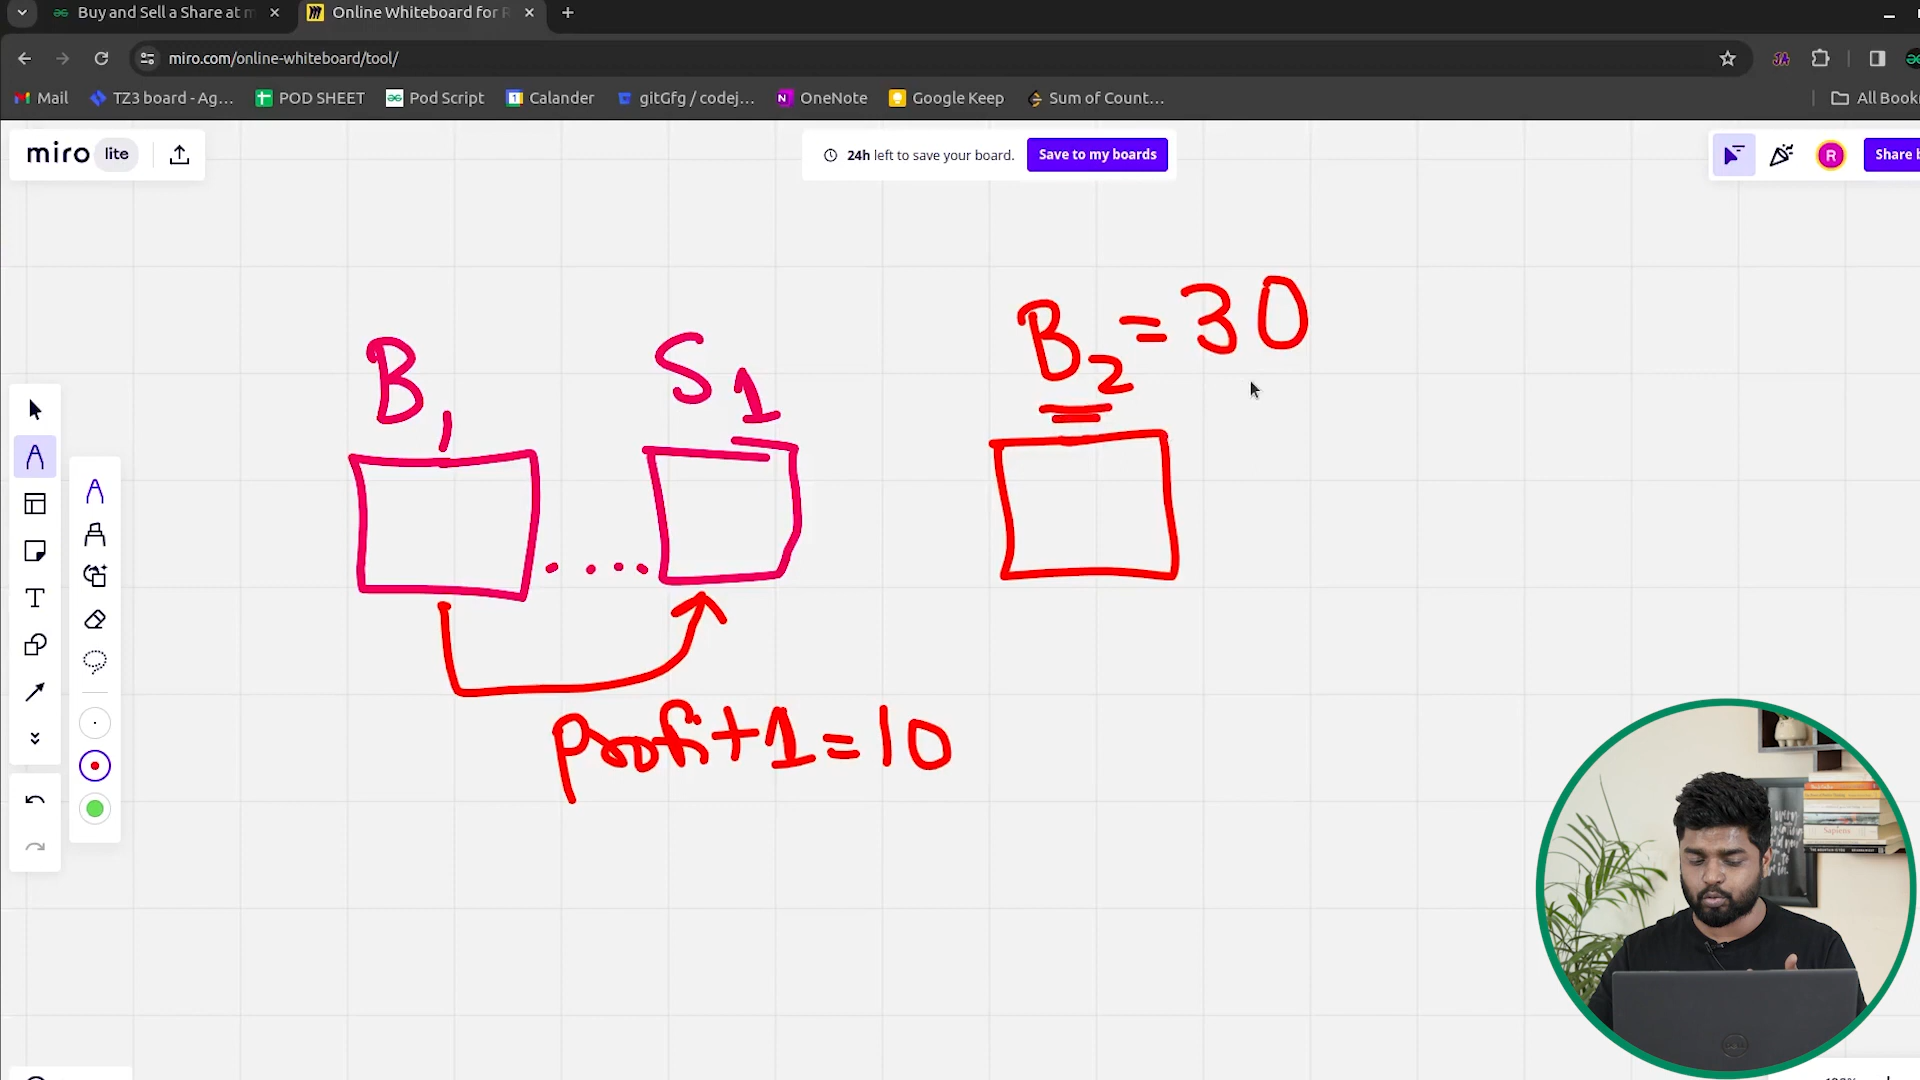 Buy and Sell a Share at m
Online Whiteboard for R
miro.com/online-whiteboard/tool/
Mail
TZ3 board - Ag...
POD SHEET
Pod Script
Calander
gitGfg / codej...
OneNote
Google Keep
Sum of Count...
All Book
miro lite
24h left to save your board.
Save to my boards
R
Share
B2 = 30
B1
S1
profit 1 = 10